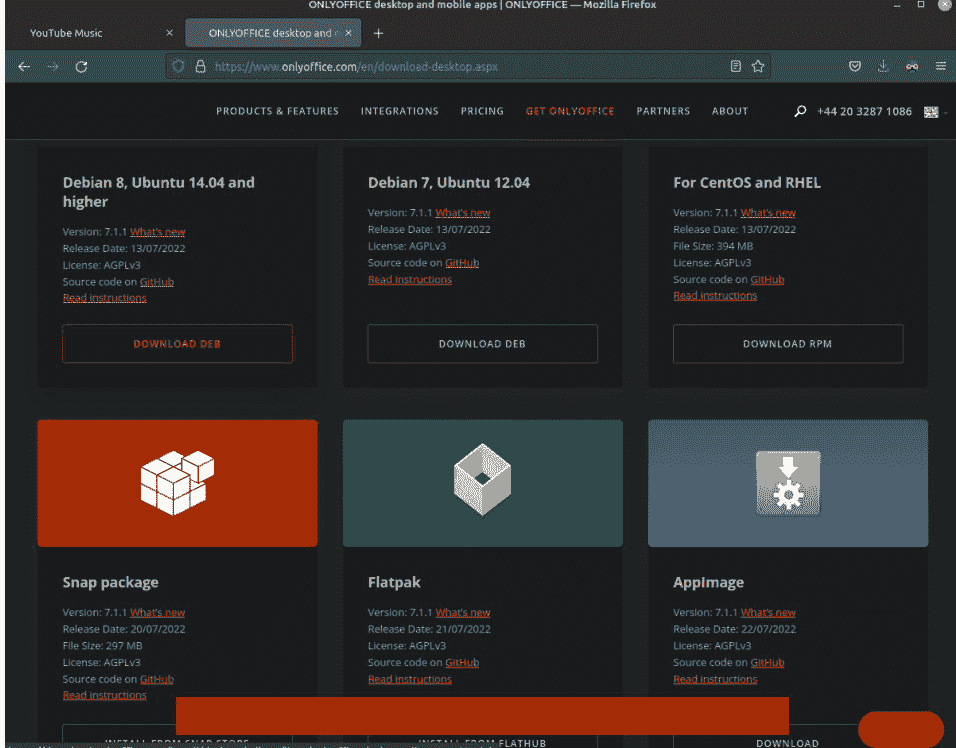 ONLYOFFICE desktop and mobile apps | ONLYOFFICE — Mozilla Firefox
YouTube Music
ONLYOFFICE desktop and
https://www.onlyoffice.com/en/download-desktop.aspx
PRODUCTS & FEATURES INTEGRATIONS PRICING GET ONLYOFFICE PARTNERS ABOUT +44 20 3287 1086
Debian 8, Ubuntu 14.04 and
higher
Version: 7.1.1 What's new
Release Date: 13/07/2022
License: AGPLv3
Source code on GitHub
Read instructions
DOWNLOAD DEB
Debian 7, Ubuntu 12.04
Version: 7.1.1 What's new
Release Date: 13/07/2022
License: AGPLv3
Source code on GitHub
Read instructions
DOWNLOAD DEB
For CentOS and RHEL
Version: 7.1.1 What's new
Release Date: 13/07/2022
File Size: 394 MB
License: AGPLv3
Source code on GitHub
Read instructions
DOWNLOAD RPM
Snap package
Version: 7.1.1 What's new
Release Date: 20/07/2022
File Size: 297 MB
License: AGPLv3
Source code on GitHub
Read instructions
INSTALL FROM SNAP STORE
Flatpak
Version: 7.1.1 What's new
Release Date: 21/07/2022
License: AGPLv3
Source code on GitHub
Read instructions
INSTALL FROM FLATHUB
AppImage
Version: 7.1.1 What's new
Release Date: 22/07/2022
License: AGPLv3
Source code on GitHub
Read instructions
DOWNLOAD